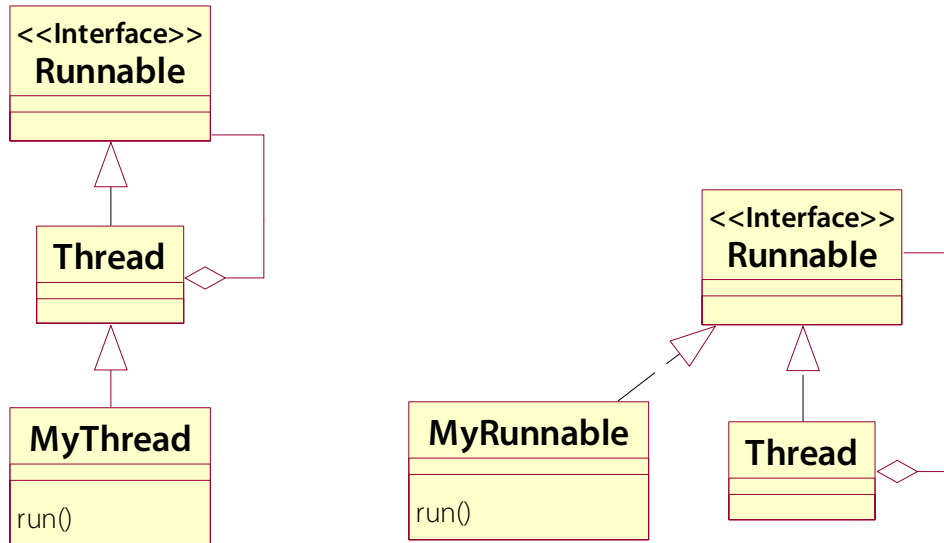 <<Interface>>
Runnable
Thread
MyThread
run()
<<Interface>>
Runnable
MyRunnable
run()
Thread